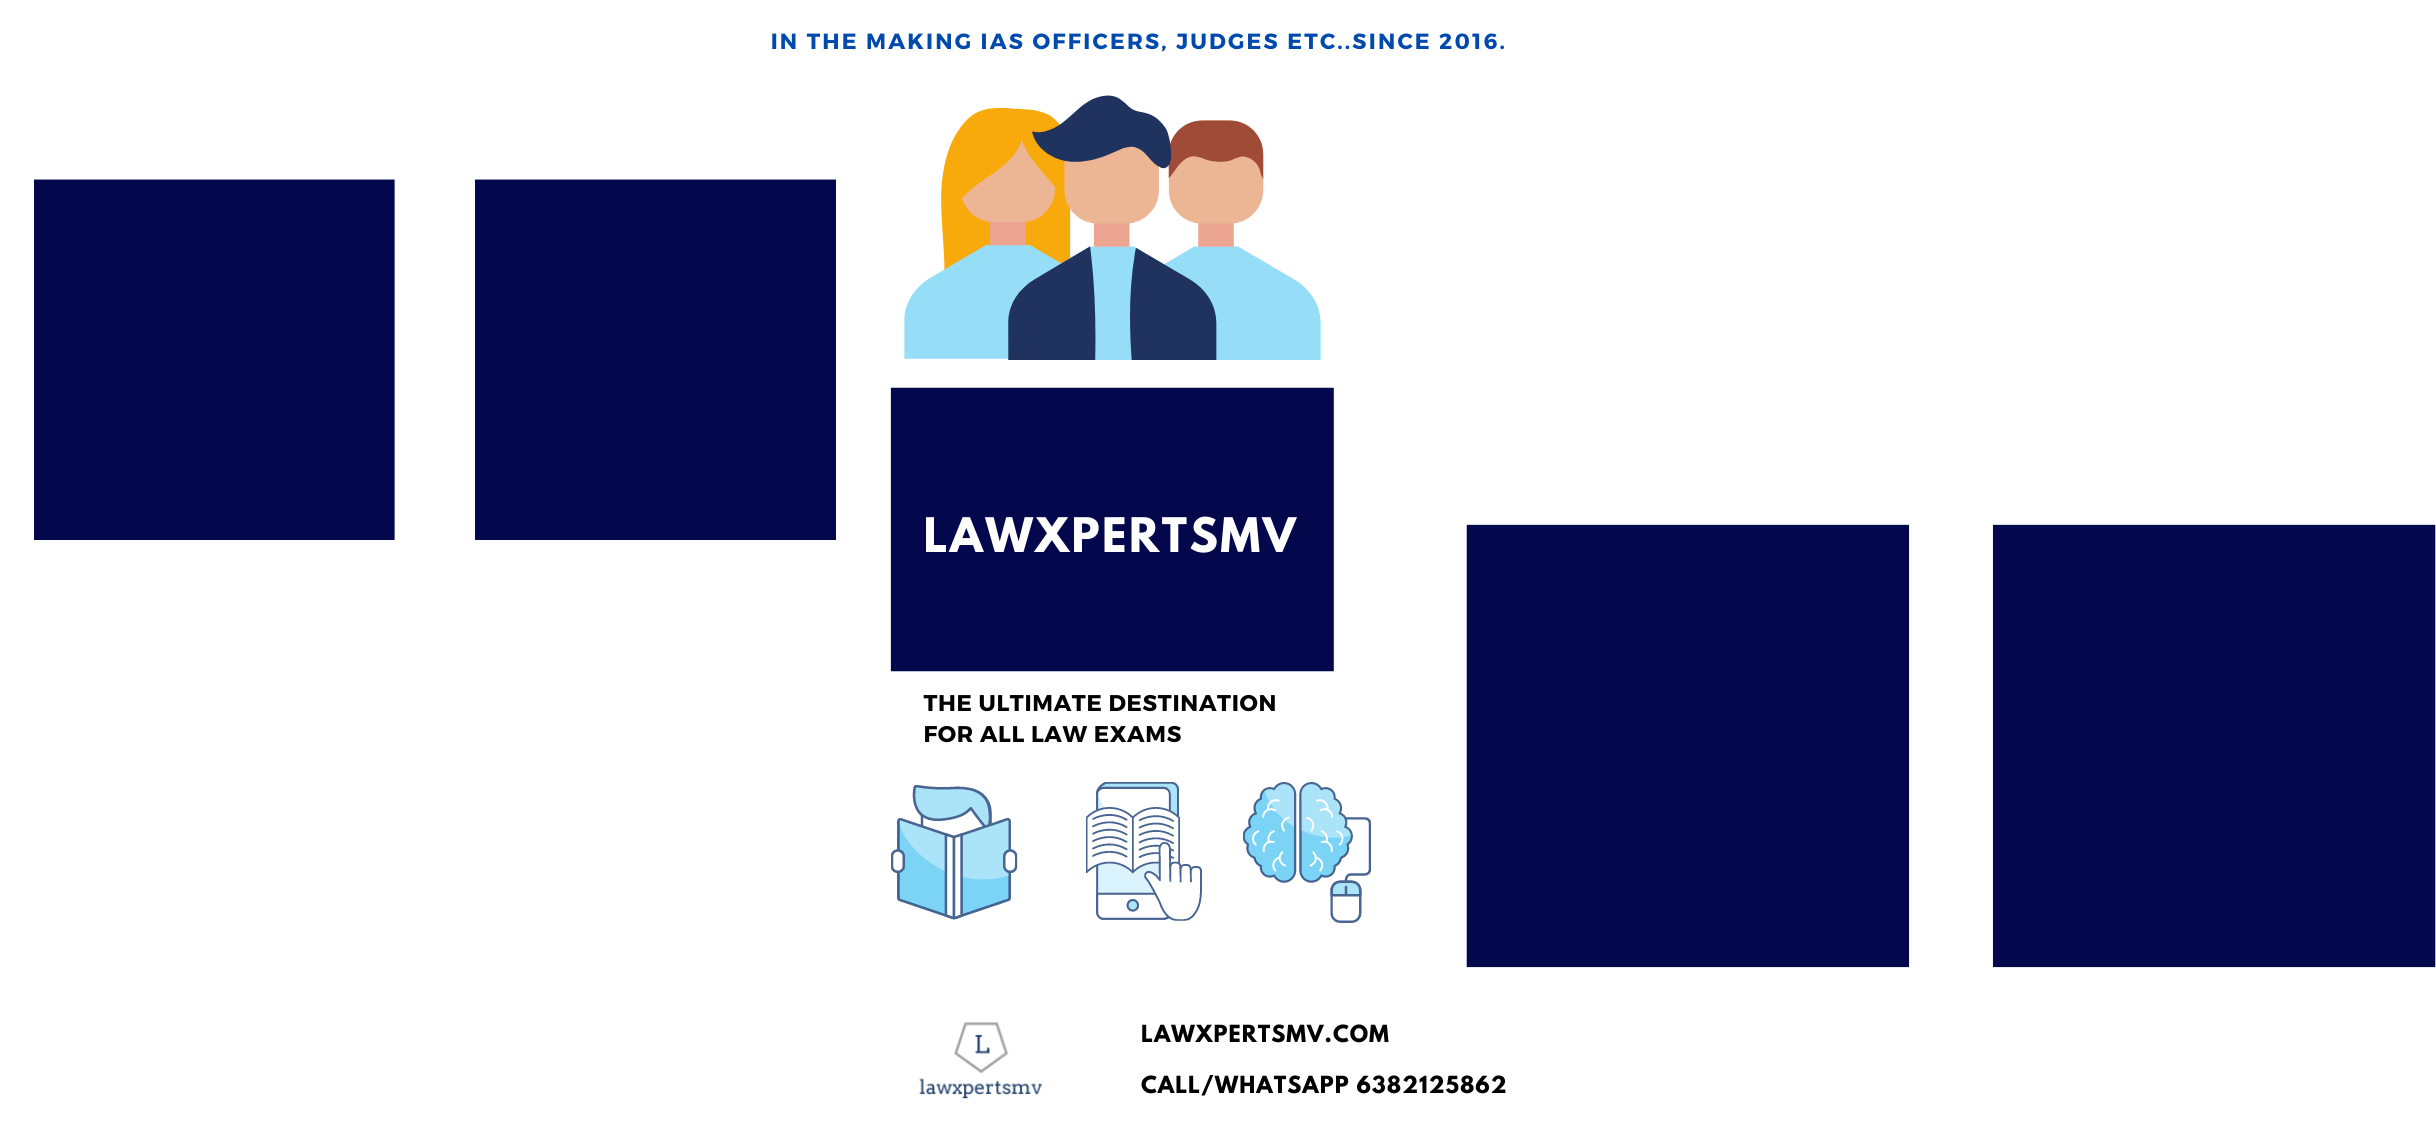 IN THE MAKING IAS OFFICERS, JUDGES ETC..SINCE 2016.
LAWXPERTSMV
THE ULTIMATE DESTINATION
FOR ALL LAW EXAMS
L
lawxpertsmv
LAWXPERTSMV.COM
CALL/WHATSAPP 6382125862